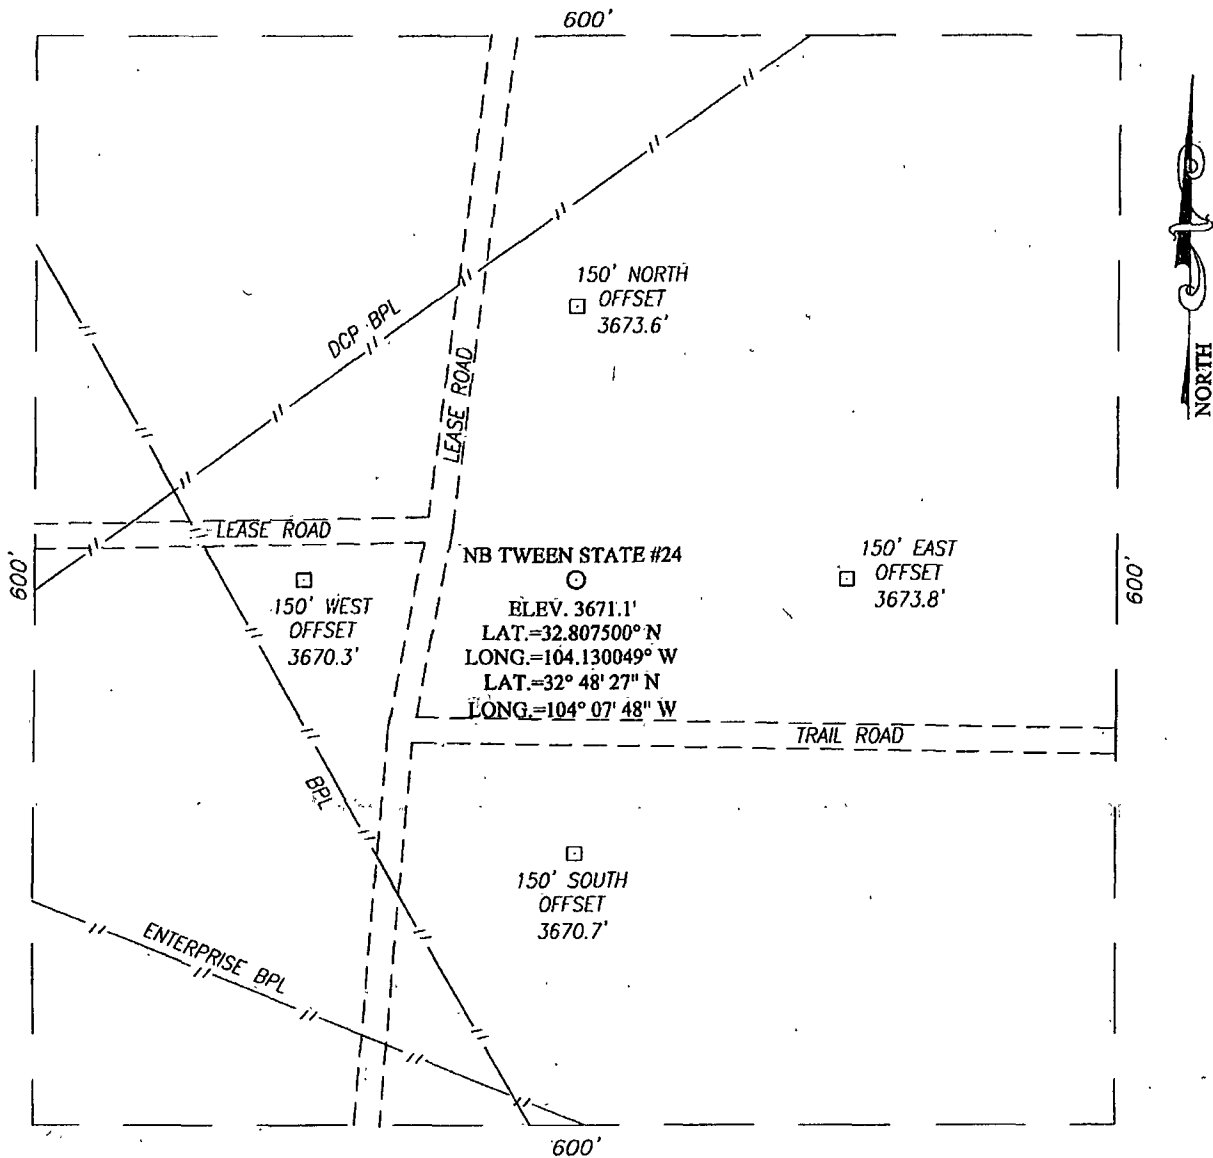 600'
150' NORTH
OFFSET
3673.6'
NORTH
DCP BPL
LEASE ROAD
LEASE ROAD
600'
150' WEST
OFFSET
3670.3'
NB TWEEN STATE #24
ELEV. 3671.1'
LAT.=32.807500° N
LONG.=104.130049° W
LAT.=32° 48' 27" N
LONG.=104° 07' 48" W
150' EAST
OFFSET
3673.8'
600'
TRAIL ROAD
BPL
150' SOUTH
OFFSET
3670.7'
ENTERPRISE BPL
600'